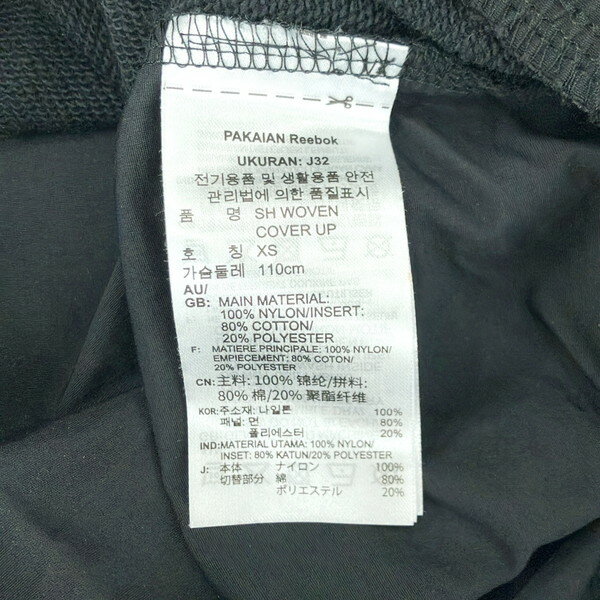 PAKAIAN Reebok
UKURAN: J32
전기용품 및 생활용품 안전
관리법에 의한 품질표시
품 명 SH WOVEN
COVER UP
호 칭 XS
가슴둘레 110cm
AU/
GB: MAIN MATERIAL:
100% NYLON/INSERT:
80% COTTON/
20% POLYESTER
F: MATIERE PRINCIPALE: 100% NYLON/
EMPIECEMENT: 80% COTON/
20% POLYESTER
CN: 主料: 100% 锦纶/拼料:
80% 棉/20% 聚酯纤维
KOR: 주소재: 나일론 100%
패널: 면 80%
폴리에스터 20%
IND: MATERIAL UTAMA: 100% NYLON/
INSET: 80% KATUN/20% POLYESTER
J: 本体 ナイロン 100%
切替部分 綿 80%
ポリエステル 20%